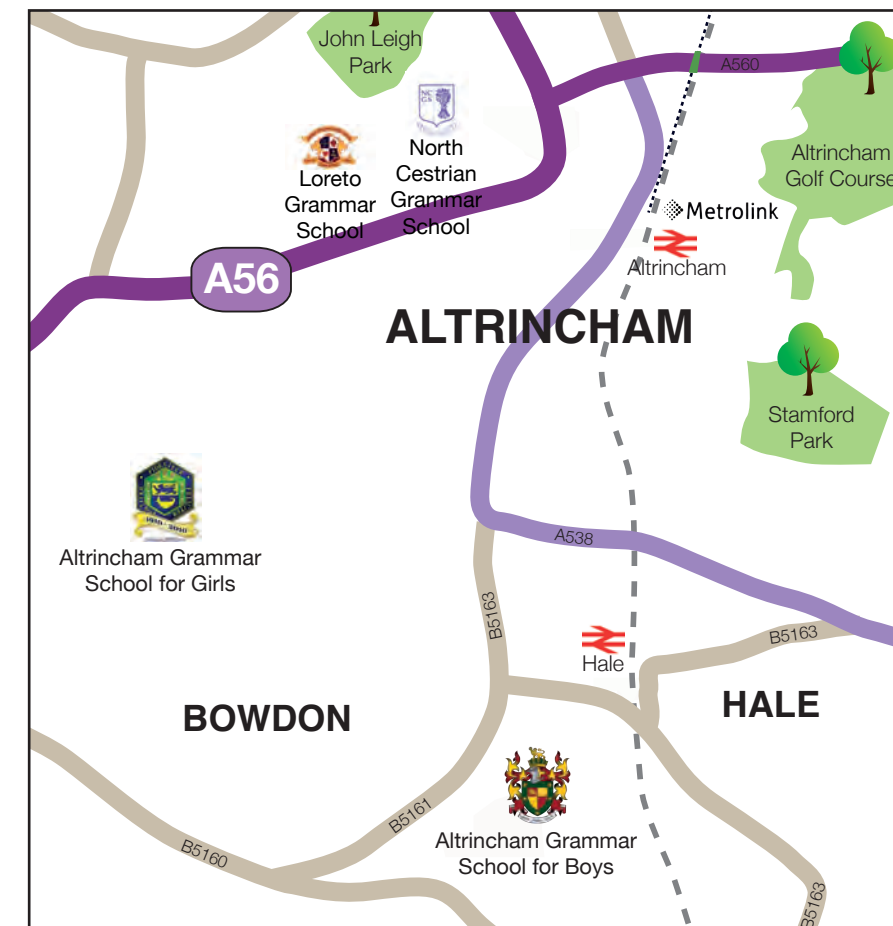 John Leigh
Park
A560
NC
GS
North
Cestrian
Grammar
School
Loreto
Grammar
School
Altrincham
Golf Course
Metrolink
Altrincham
A56
ALTRINCHAM
Stamford
Park
Altrincham Grammar
School for Girls
A538
B5163
Hale
B5163
HALE
BOWDON
B5161
Altrincham Grammar
School for Boys
B5160
B5163